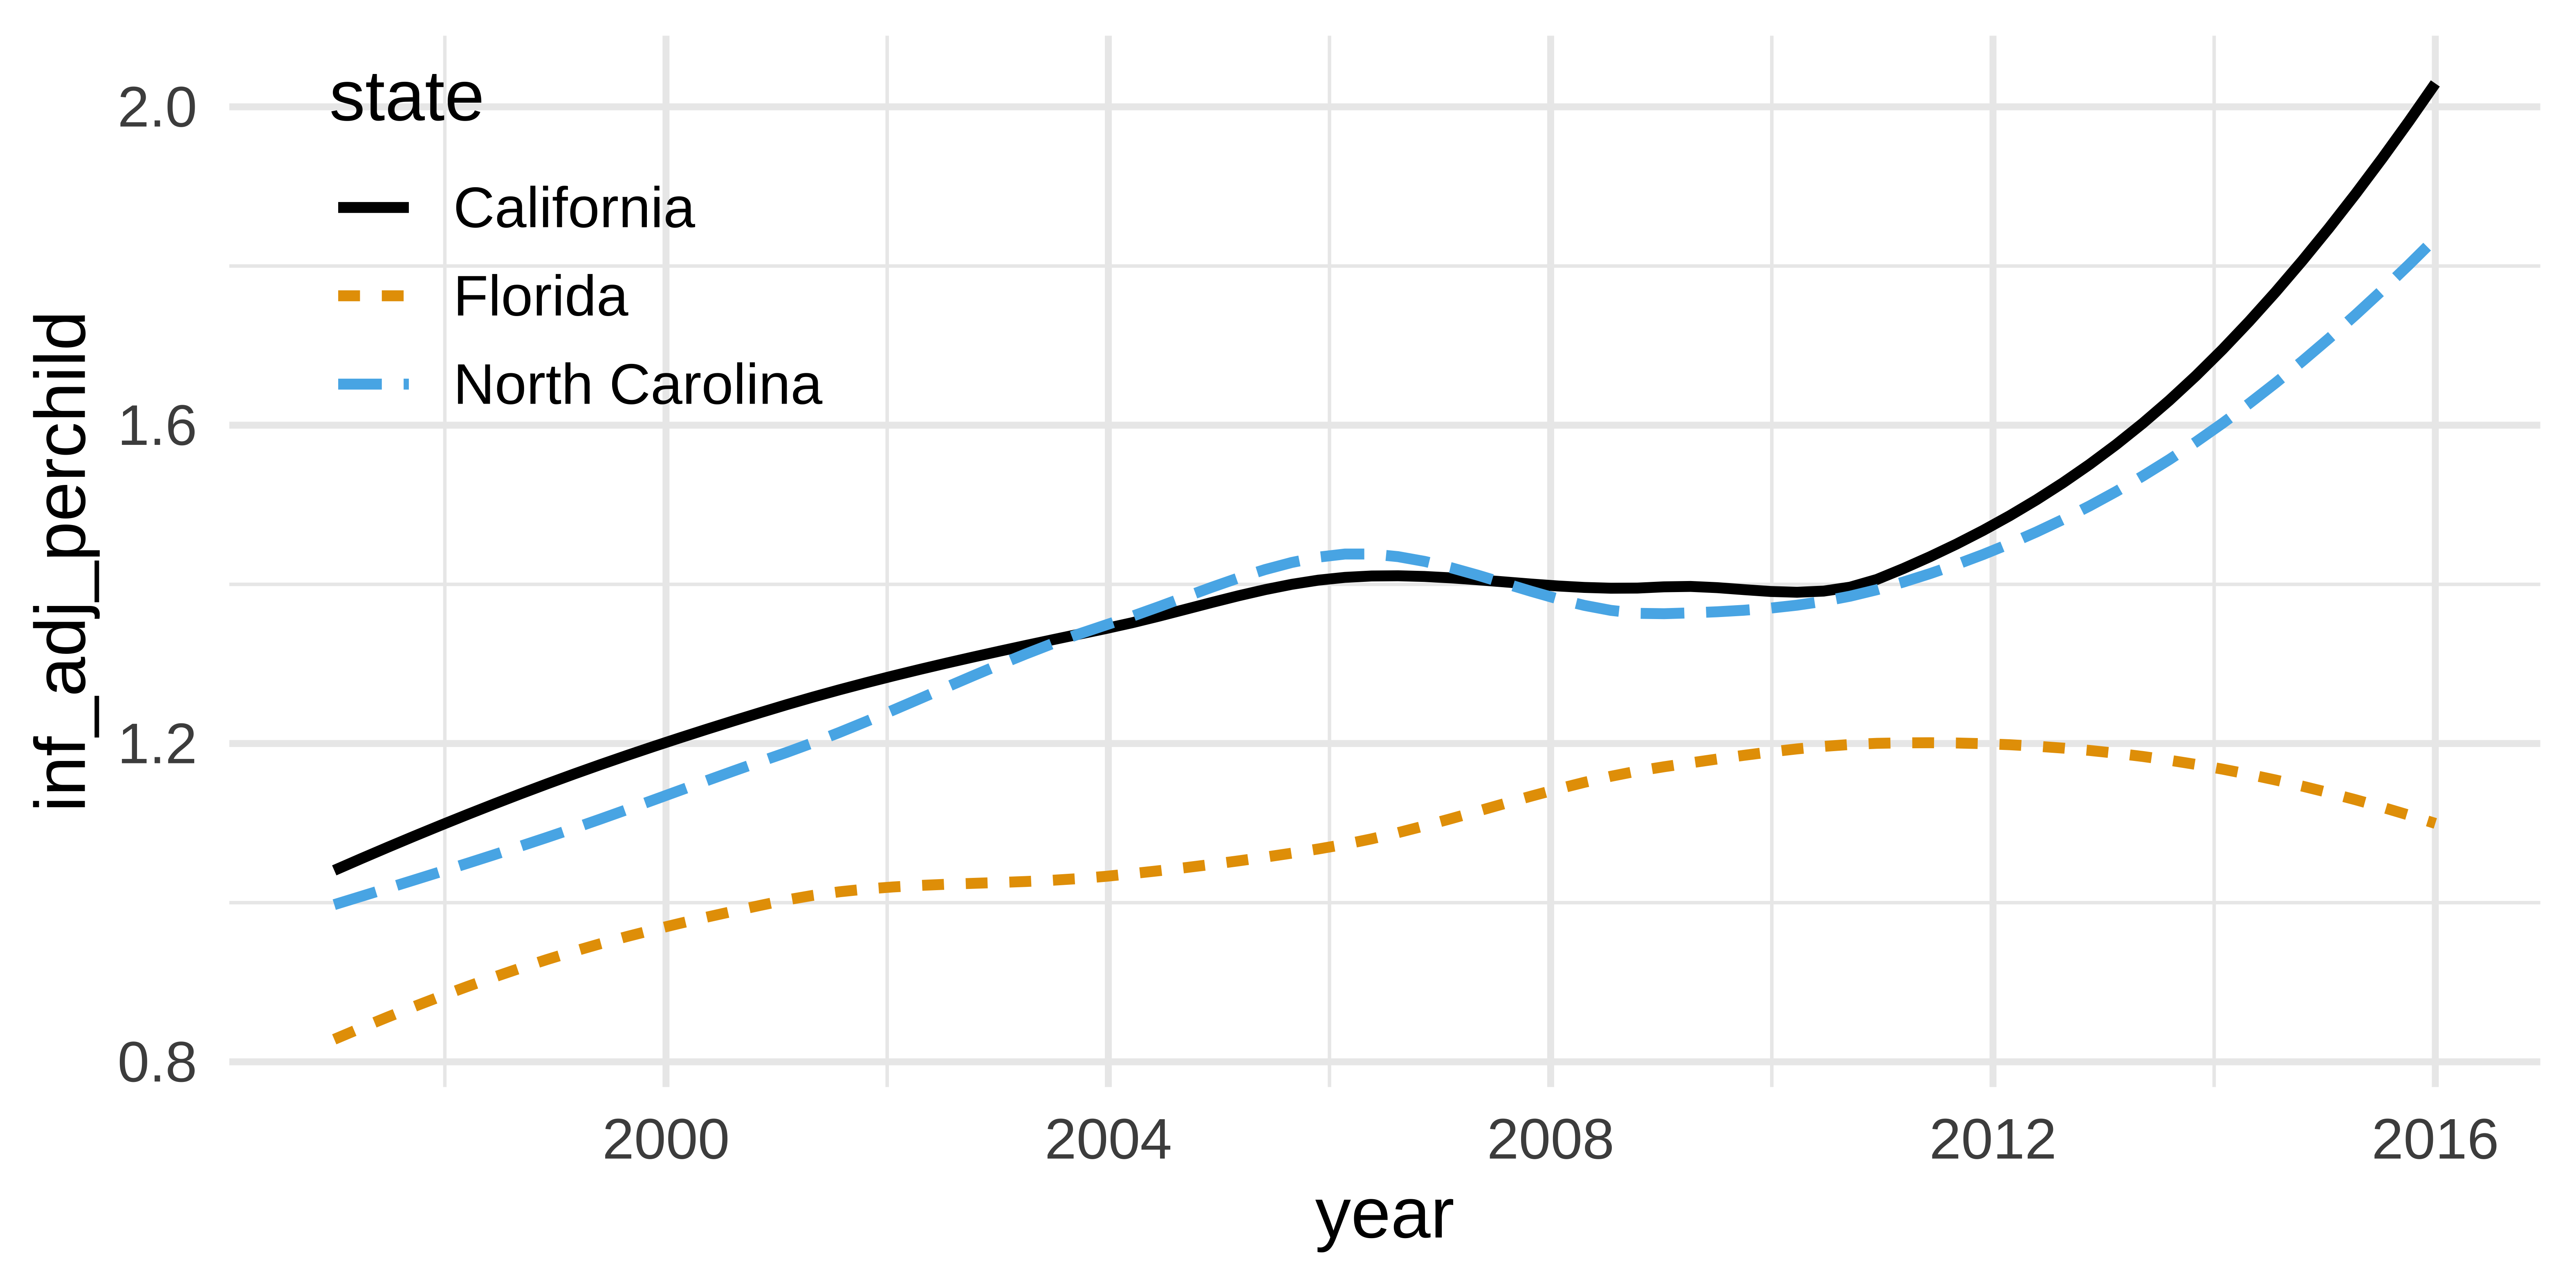 state
California
Florida
North Carolina
2.0
1.6
1.2
0.8
inf_adj_perchild
2000 2004 2008 2012 2016
year